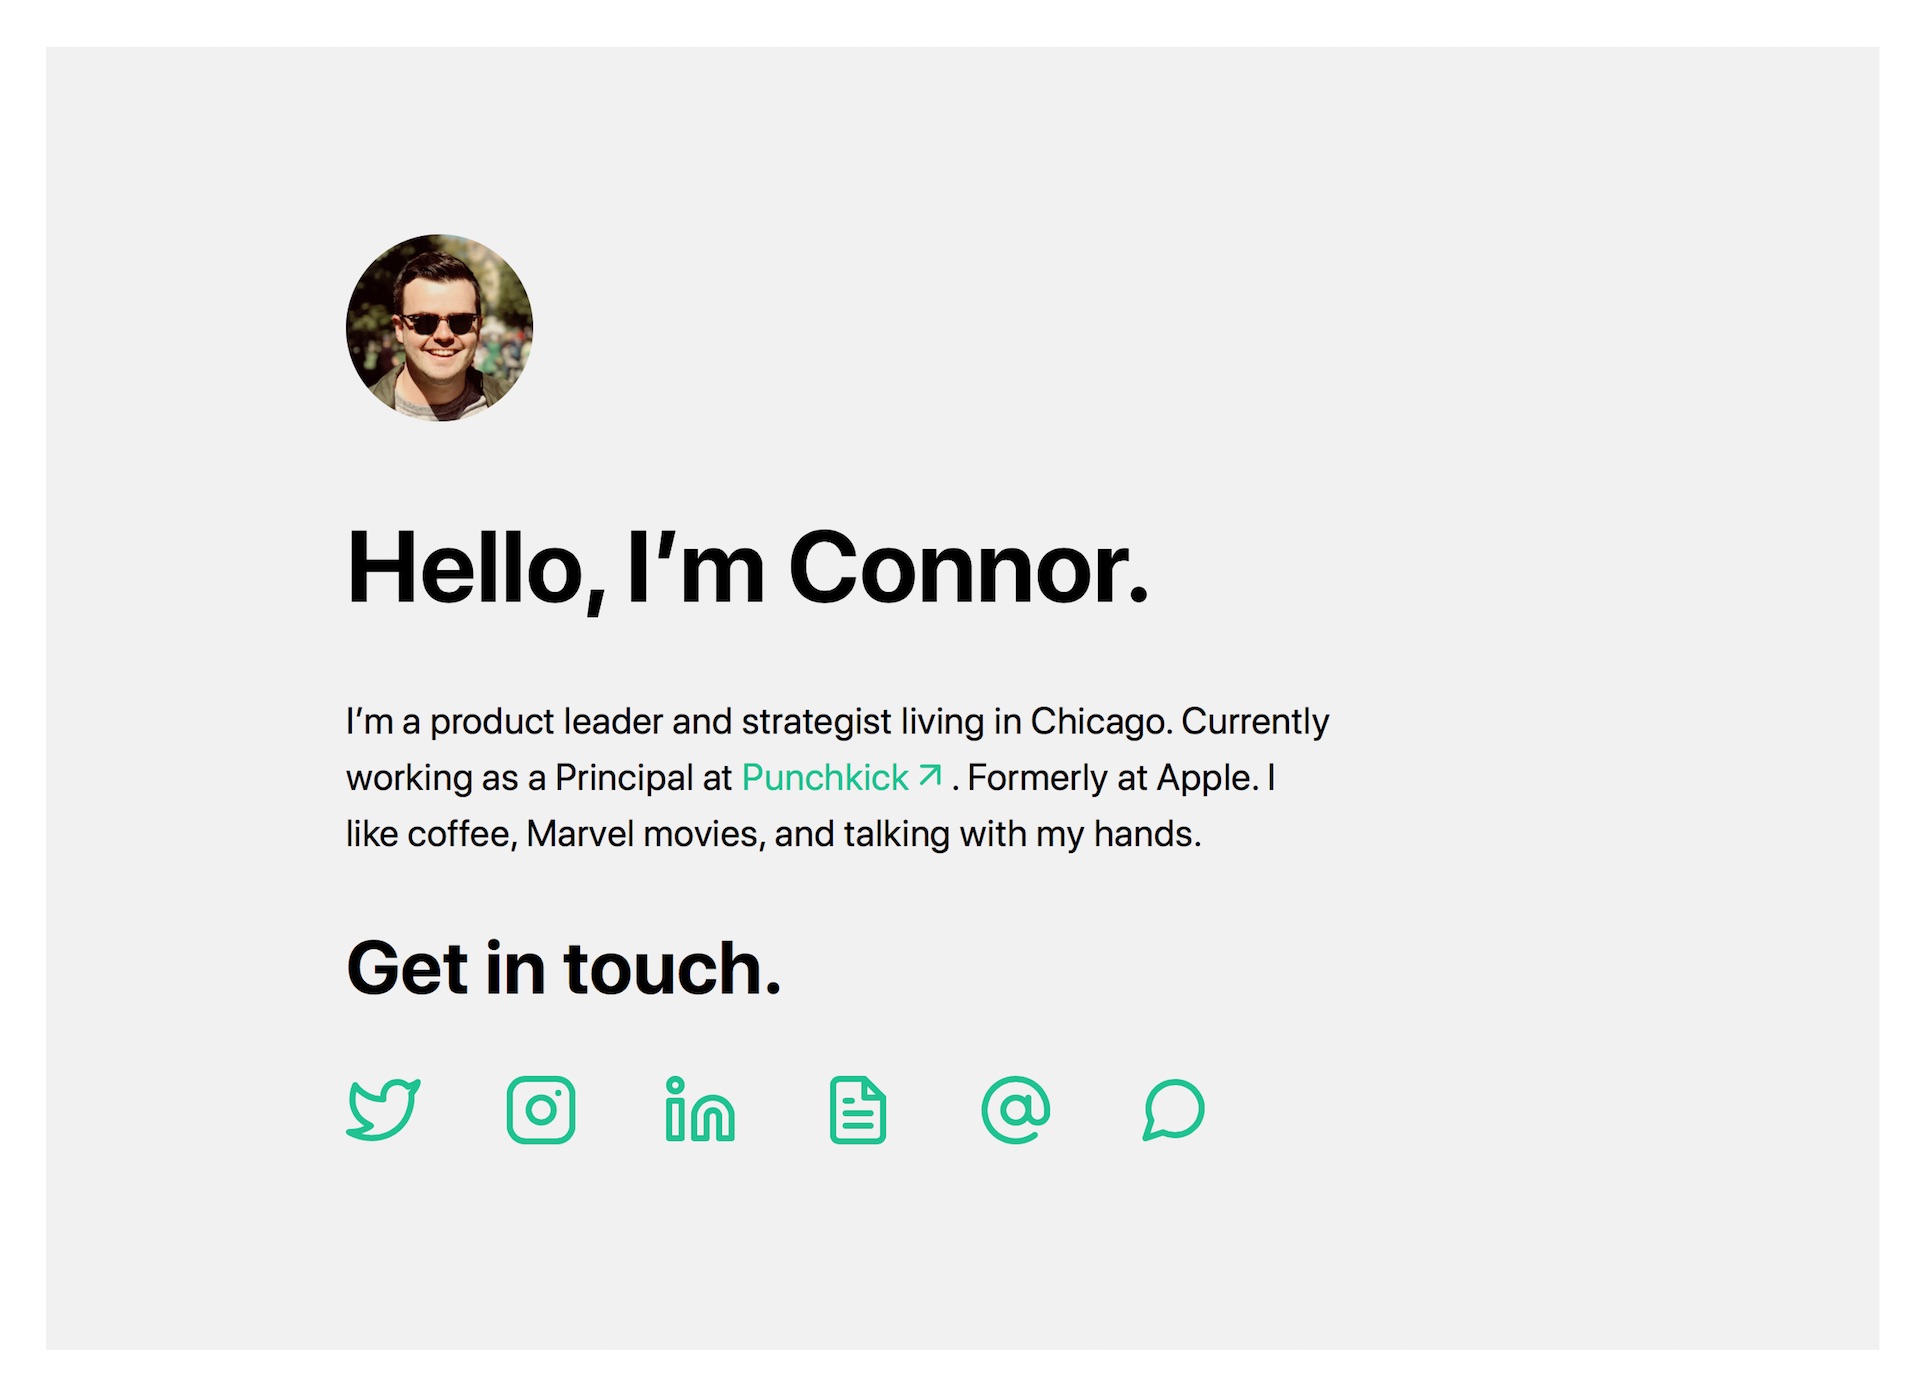 Hello, I’m Connor.
I’m a product leader and strategist living in Chicago. Currently
working as a Principal at Punchkick ↗ . Formerly at Apple. I
like coffee, Marvel movies, and talking with my hands.
Get in touch.